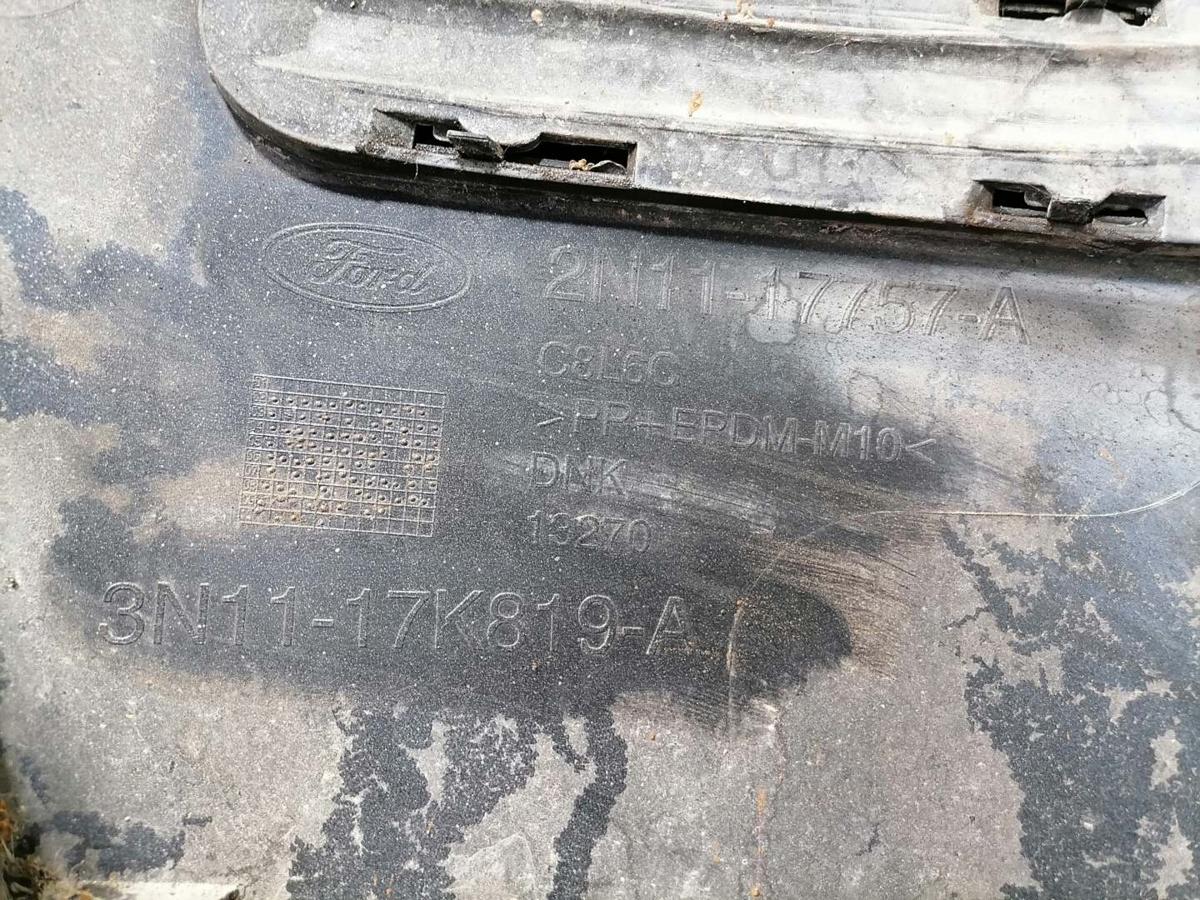 Ford
2N11-17757-A
C8L6C
>PP+EPDM-M10<
DNK
13270
3N11-17K819-A